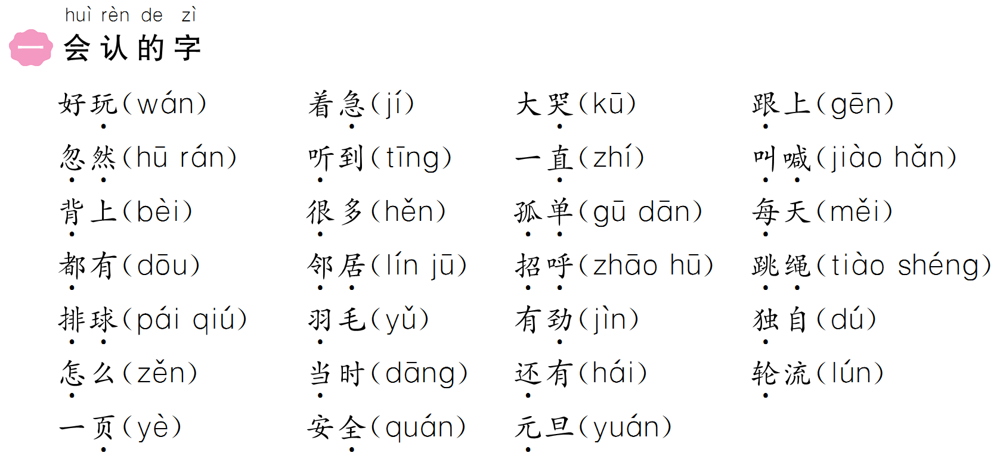 huì rèn de zì
一 会认的字
好玩(wán) 着急(jí) 大哭(kū) 跟上(gēn)
忽然(hū rán) 听到(tīng) 一直(zhí) 叫喊(jiào hǎn)
背上(bèi) 很多(hěn) 孤单(gū dān) 每天(měi)
都有(dōu) 邻居(lín jū) 招呼(zhāo hū) 跳绳(tiào shéng)
排球(pái qiú) 羽毛(yǔ) 有劲(jìn) 独自(dú)
怎么(zěn) 当时(dāng) 还有(hái) 轮流(lún)
一页(yè) 安全(quán) 元旦(yuán)